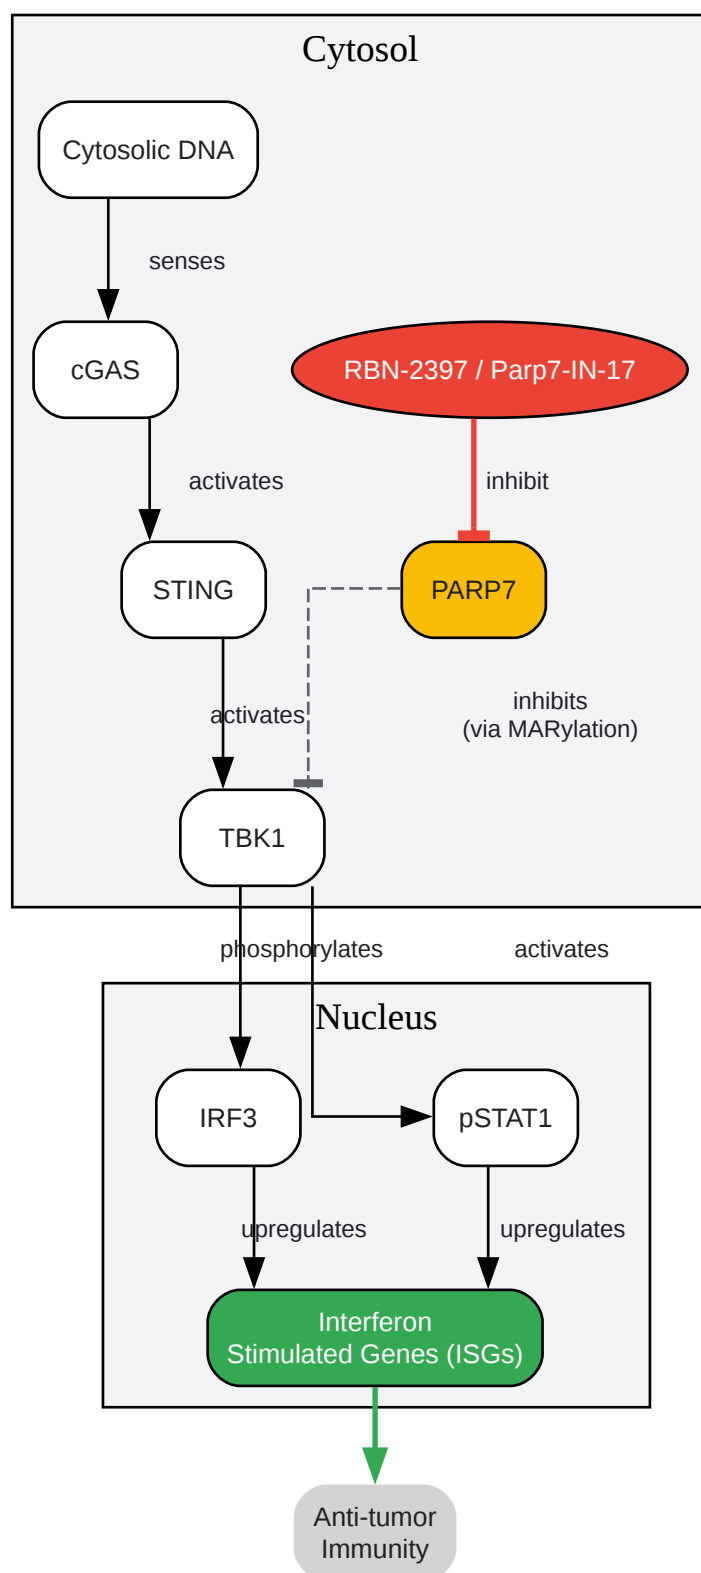 Cytosol
Cytosolic DNA
senses
cGAS
RBN-2397 / Parp7-IN-17
activates
inhibit
STING
PARP7
activates
inhibits
(via MARylation)
TBK1
phosphorylates
activates
Nucleus
IRF3
pSTAT1
upregulates
upregulates
Interferon
Stimulated Genes (ISGs)
Anti-tumor
Immunity